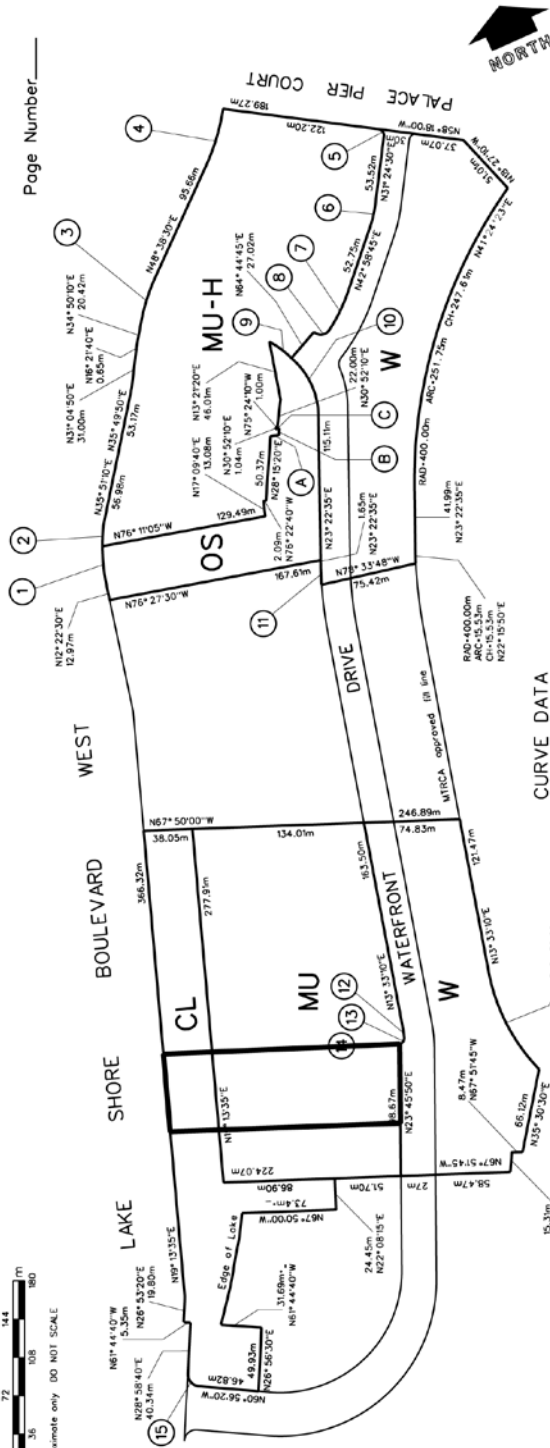 Page Number
NORTH
PALACE PIER COURT
LAKE SHORE BOULEVARD WEST
72 144
36 108 180
m
ximate only DO NOT SCALE
1
2
3
4
5
6
7
8
9
10
11
12
13
14
15
A
B
C
MU-H
OS
CL
MU
W
W
WATERFRONT DRIVE
189.27m
122.20m
N58°18'00"W
30m
37.07m
N18°27'10"W
51.01m
N41°24'23"E
CH=247.61m
ARC=251.75m
RAD=400.00m
95.66m
N48°38'30"E
N34°50'10"E
20.42m
N16°21'40"E
0.65m
N31°04'50"E
31.00m
N35°49'50"E
53.17m
N35°51'10"E
56.98m
N12°22'30"E
12.97m
N76°11'05"W
129.49m
N76°27'30"W
167.61m
53.52m
N31°24'30"E
52.75m
N42°58'45"E
N64°44'45"E
27.02m
N13°21'20"E
46.01m
N75°24'10"W
1.00m
22.00m
N30°52'10"E
N30°52'10"E
1.04m
N17°09'40"E
13.08m
50.37m
N28°15'20"E
2.09m
N76°22'40"W
115.11m
N23°22'35"E
1.65m
N23°22'35"E
N78°33'48"W
75.42m
41.99m
N23°22'35"E
RAD=400.00m
ARC=15.53m
CH=15.53m
N22°15'50"E
MTRCA approved fill line
CURVE DATA
N67°50'00"W
38.05m
134.01m
246.89m
74.83m
366.32m
277.91m
163.50m
N13°33'10"E
121.47m
N13°33'10"E
N19°13'35"E
N23°45'50"E
8.47m
N67°51'45"W
66.12m
N35°30'30"E
15.31m
N67°51'45"W
58.47m
27m
51.70m
224.07m
86.90m
73.4m+-
N67°50'00"W
24.45m
N22°08'15"E
Edge of Lake
31.69m+-
N61°44'40"W
49.93m
N26°56'30"E
46.82m
N60°56'20"W
N19°13'35"E
N26°53'20"E
19.80m
N61°44'40"W
5.35m
N28°58'40"E
40.34m